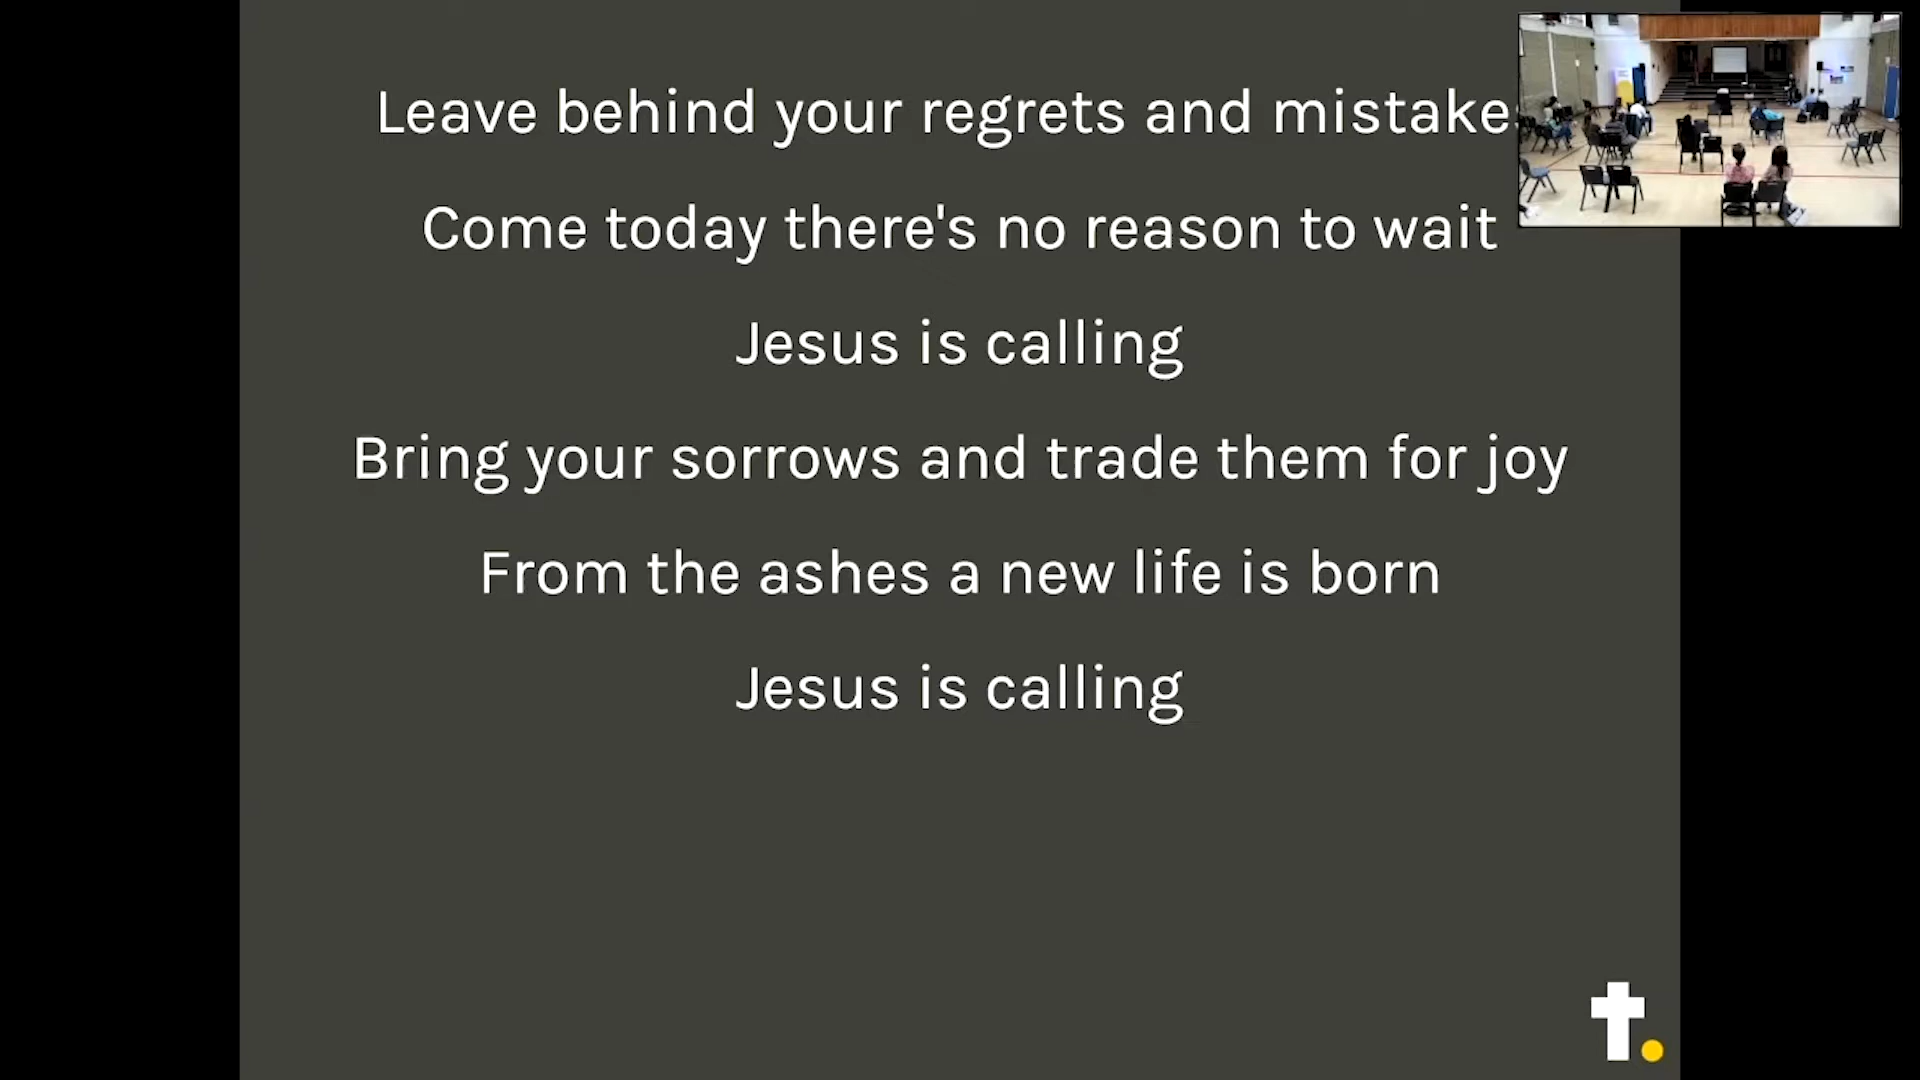 Leave behind your regrets and mistakes
Come today there's no reason to wait
Jesus is calling
Bring your sorrows and trade them for joy
From the ashes a new life is born
Jesus is calling
t.